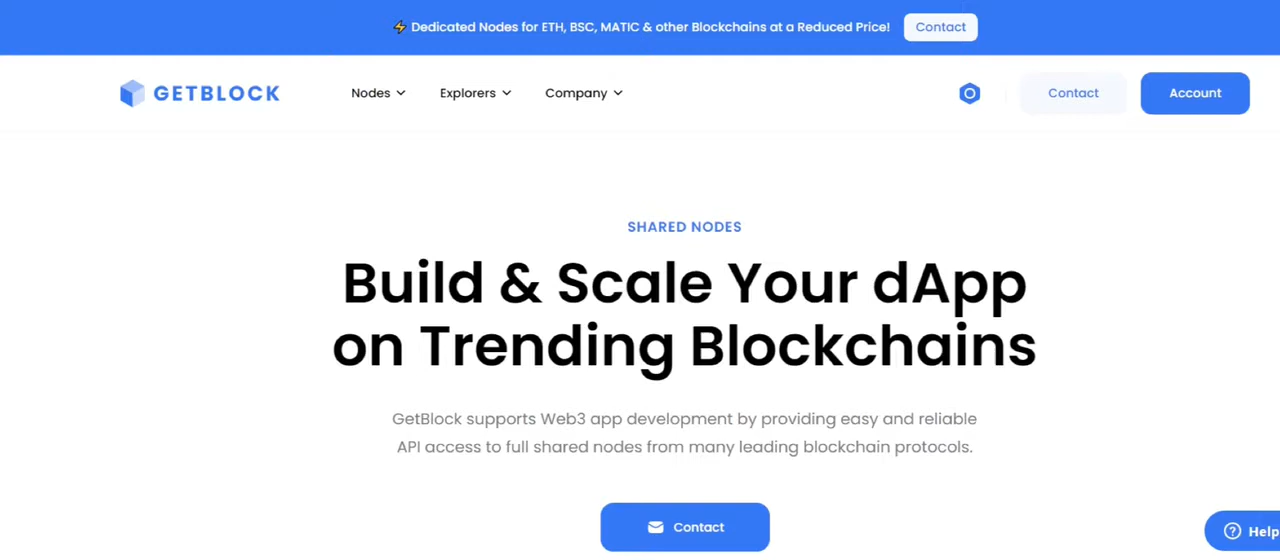 ⚡ Dedicated Nodes for ETH, BSC, MATIC & other Blockchains at a Reduced Price! Contact
GETBLOCK Nodes Explorers Company Contact Account
SHARED NODES
Build & Scale Your dApp
on Trending Blockchains
GetBlock supports Web3 app development by providing easy and reliable
API access to full shared nodes from many leading blockchain protocols.
Contact
Help